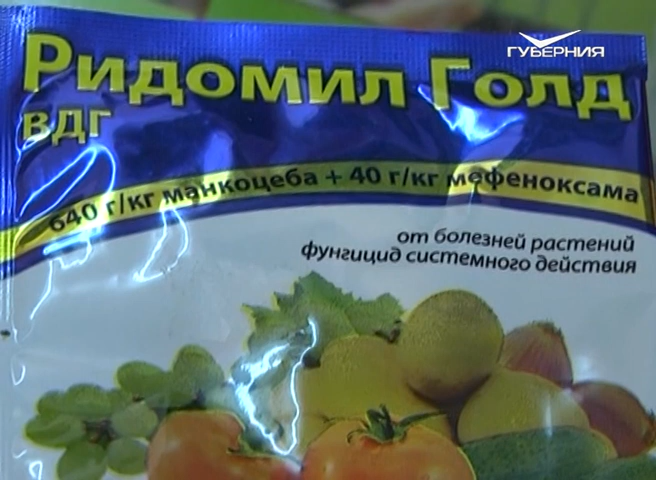 ГУБЕРНИЯ
Ридомил Голд
ВДГ
640 г/кг манкоцеба + 40 г/кг мефеноксама
от болезней растений
фунгицид системного действия